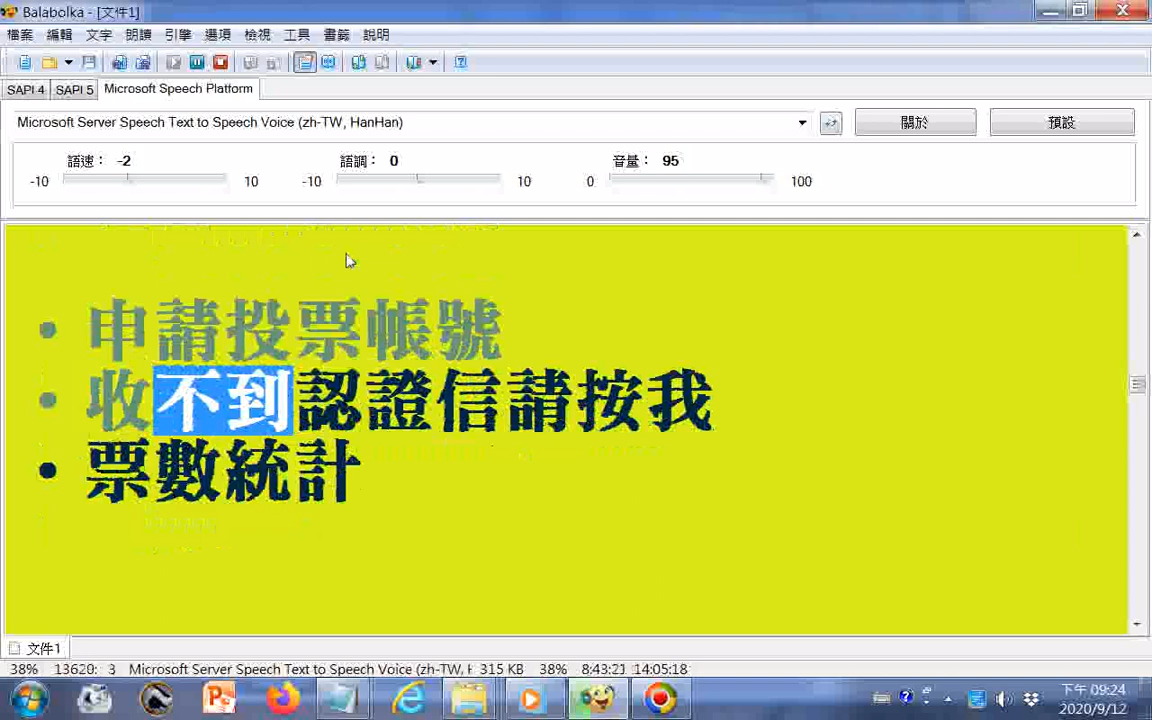 Balabolka - [文件1]
檔案 編輯 文字 朗讀 引擎 選項 檢視 工具 書籤 說明
SAPI 4 SAPI 5 Microsoft Speech Platform
Microsoft Server Speech Text to Speech Voice (zh-TW, HanHan) 關於 預設
語速： -2 語調： 0 音量： 95
-10 10 -10 10 0 100
• 申請投票帳號
• 收不到認證信請按我
• 票數統計
文件1
38% 13620: 3 Microsoft Server Speech Text to Speech Voice (zh-TW, H 315 KB 38% 8:43:21 14:05:18
下午 09:24
2020/9/12